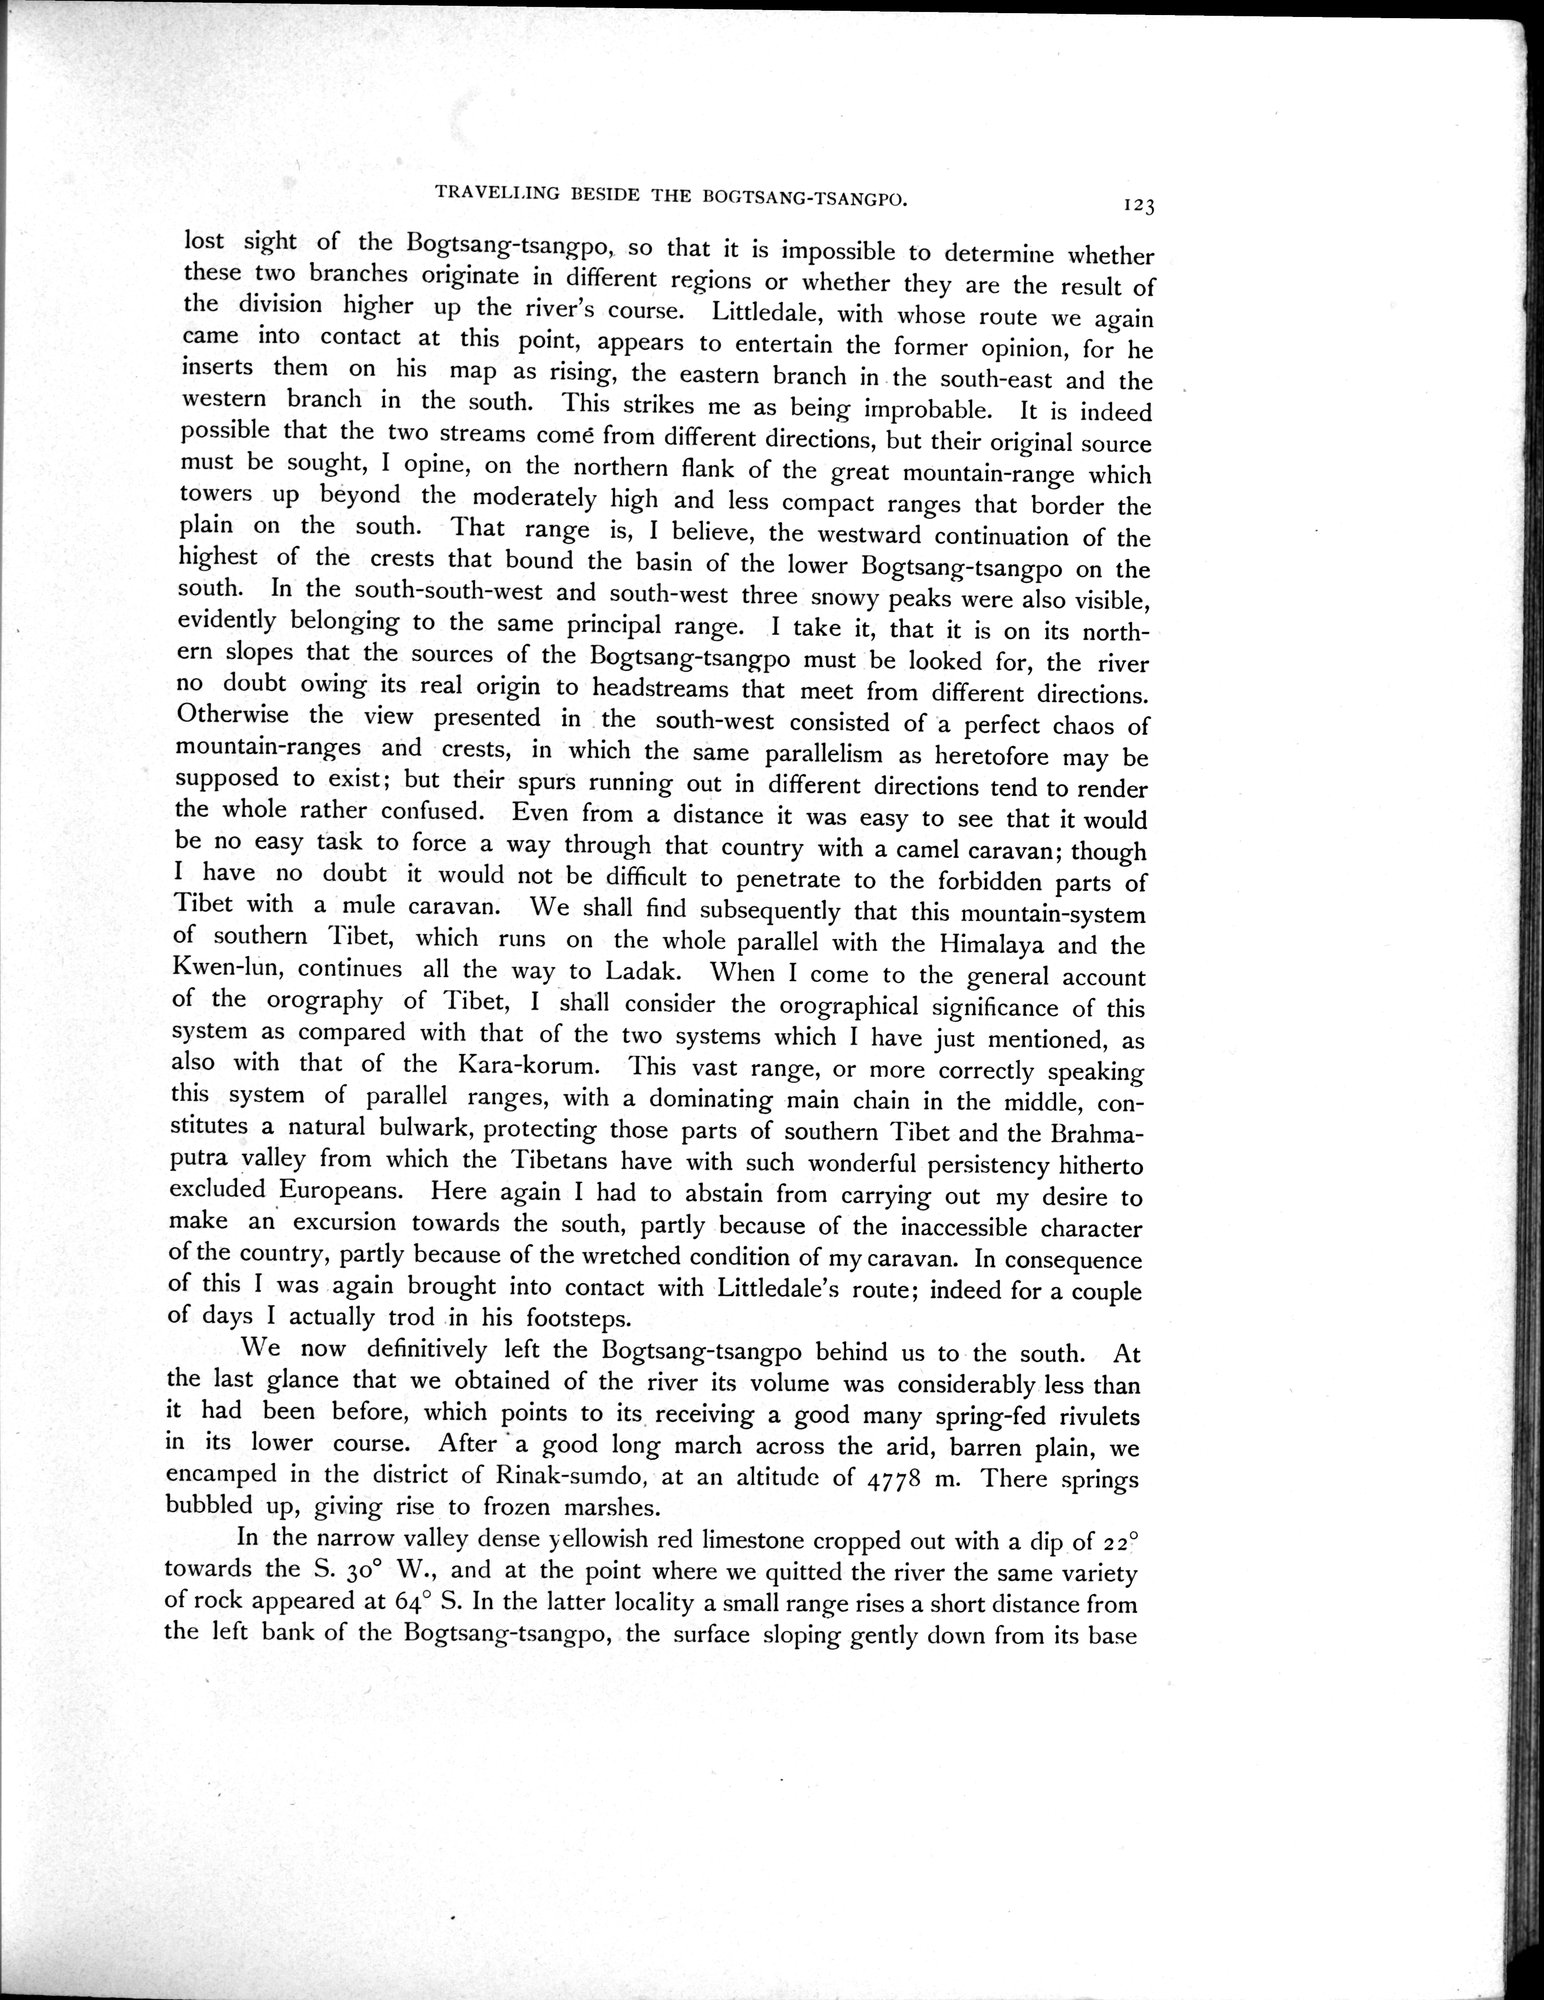 TRAVELLING BESIDE THE BOGTSANG-TSANGPO. 123
lost sight of the Bogtsang-tsangpo, so that it is impossible to determine whether
these two branches originate in different regions or whether they are the result of
the division higher up the river's course. Littledale, with whose route we again
came into contact at this point, appears to entertain the former opinion, for he
inserts them on his map as rising, the eastern branch in the south-east and the
western branch in the south. This strikes me as being improbable. It is indeed
possible that the two streams come from different directions, but their original source
must be sought, I opine, on the northern flank of the great mountain-range which
towers up beyond the moderately high and less compact ranges that border the
plain on the south. That range is, I believe, the westward continuation of the
highest of the crests that bound the basin of the lower Bogtsang-tsangpo on the
south. In the south-south-west and south-west three snowy peaks were also visible,
evidently belonging to the same principal range. I take it, that it is on its north-
ern slopes that the sources of the Bogtsang-tsangpo must be looked for, the river
no doubt owing its real origin to headstreams that meet from different directions.
Otherwise the view presented in the south-west consisted of a perfect chaos of
mountain-ranges and crests, in which the same parallelism as heretofore may be
supposed to exist; but their spurs running out in different directions tend to render
the whole rather confused. Even from a distance it was easy to see that it would
be no easy task to force a way through that country with a camel caravan; though
I have no doubt it would not be difficult to penetrate to the forbidden parts of
Tibet with a mule caravan. We shall find subsequently that this mountain-system
of southern Tibet, which runs on the whole parallel with the Himalaya and the
Kwen-lun, continues all the way to Ladak. When I come to the general account
of the orography of Tibet, I shall consider the orographical significance of this
system as compared with that of the two systems which I have just mentioned, as
also with that of the Kara-korum. This vast range, or more correctly speaking
this system of parallel ranges, with a dominating main chain in the middle, con-
stitutes a natural bulwark, protecting those parts of southern Tibet and the Brahma-
putra valley from which the Tibetans have with such wonderful persistency hitherto
excluded Europeans. Here again I had to abstain from carrying out my desire to
make an excursion towards the south, partly because of the inaccessible character
of the country, partly because of the wretched condition of my caravan. In consequence
of this I was again brought into contact with Littledale's route; indeed for a couple
of days I actually trod in his footsteps.
We now definitively left the Bogtsang-tsangpo behind us to the south. At
the last glance that we obtained of the river its volume was considerably less than
it had been before, which points to its receiving a good many spring-fed rivulets
in its lower course. After a good long march across the arid, barren plain, we
encamped in the district of Rinak-sumdo, at an altitude of 4778 m. There springs
bubbled up, giving rise to frozen marshes.
In the narrow valley dense yellowish red limestone cropped out with a dip of 22°
towards the S. 30° W., and at the point where we quitted the river the same variety
of rock appeared at 64° S. In the latter locality a small range rises a short distance from
the left bank of the Bogtsang-tsangpo, the surface sloping gently down from its base